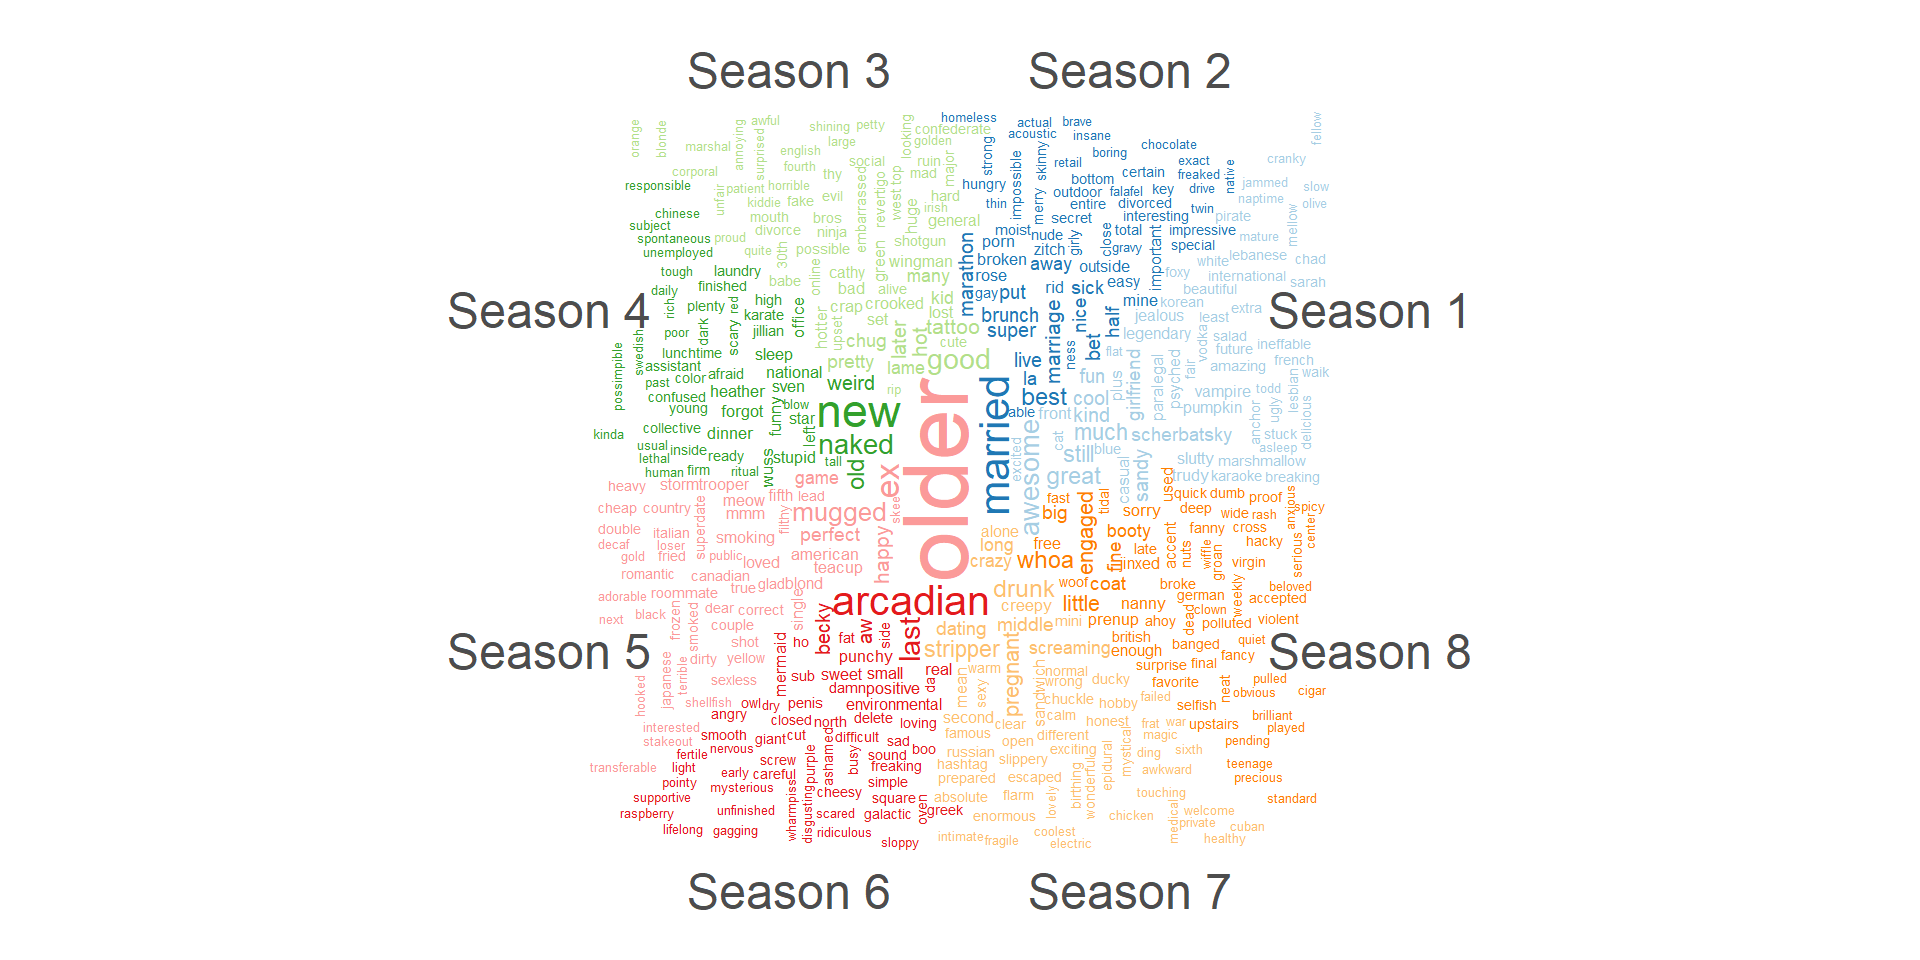 Season 3
Season 2
Season 4
Season 1
Season 5
Season 8
Season 6
Season 7
orange
blonde
marshal
annoying
awful
surprised
shining
petty
large
english
fourth
looking
confederate
golden
corporal
social
thy
ruin
mad
major
unfair
patient
horrible
kiddie
fake
evil
embarrassed
revertigo
west top
huge
hard
irish
general
mouth
bros
divorce
ninja
proud
quite
30th
possible
shotgun
green
wingman
many
babe
online
cathy
bad
alive
crap
crooked
kid
lost
hotter
upset
set
chug
later
hot
tattoo
cute
pretty
lame
good
rip
homeless
actual
brave
acoustic
insane
strong
impossible
skinny
boring
chocolate
retail
exact
hungry
bottom
certain
freaked
native
thin
merry
outdoor
falafel
key
drive
entire
divorced
twin
secret
interesting
moist
nude
girly
close
total
impressive
porn
zitch
gravy
important
special
marathon
broken
away
outside
rose
gay
put
rid
sick
easy
mine
brunch
super
marriage
nice
half
bet
ness
live
la
best
able
married
fellow
cranky
jammed
slow
naptime
olive
mellow
pirate
mature
white
lebanese
chad
foxy
international
sarah
beautiful
korean
extra
jealous
least
legendary
vodka
salad
ineffable
flat
future
french
fair
amazing
waik
fun
plus
girlfriend
paralegal
psyched
vampire
todd
lesbian
cool
pumpkin
anchor
ugly
front
kind
delicious
much
scherbatsky
stuck
cat
asleep
excited
awesome
still
blue
slutty
marshmallow
great
casual
sandy
trudy
karaoke
breaking
responsible
chinese
subject
spontaneous
unemployed
tough
laundry
finished
daily
rich
plenty
red
high
karate
office
poor
dark
scary
jillian
swedish
lunchtime
sleep
possimpible
assistant
afraid
national
weird
past
color
heather
sven
confused
young
forgot
funny
blow
star
new
collective
dinner
left
naked
kinda
usual
inside
ready
stupid
lethal
tall
human
firm
ritual
wuss
old
heavy
stormtrooper
game
ex
older
meow
fifth
lead
skee
cheap
country
mmm
mugged
double
superdate
filthy
italian
smoking
perfect
decaf
loser
gold
fried
public
loved
american
happy
romantic
canadian
teacup
roommate
true
glad
blond
adorable
frozen
smoked
dear
correct
single
next
black
couple
shot
dirty
yellow
japanese
terrible
sexless
hooked
shellfish
interested
stakeout
transferable
arcadian
becky
aw
last
ho
fat
side
mermaid
punchy
sub
sweet
small
real
damn
positive
da
owl
dry
penis
environmental
angry
closed
north
delete
loving
smooth
giant
cut
difficult
sad
nervous
ashamed
busy
sound
boo
fertile
screw
freaking
light
early
careful
purple
pointy
mysterious
simple
cheesy
supportive
wharmpiss
disgusting
square
oven
greek
raspberry
unfinished
scared
galactic
lifelong
gagging
ridiculous
sloppy
alone
long
crazy
drunk
creepy
dating
middle
mini
stripper
pregnant
screaming
warm
mean
sexy
sandwich
normal
wrong
ducky
chuckle
hobby
failed
second
clear
calm
honest
frat
war
famous
open
different
magic
russian
exciting
ding
sixth
slippery
mystical
hashtag
epidural
prepared
escaped
birthing
wonderfuk
awkward
absolute
flarm
lovely
touching
enormous
chicken
medical
welcome
private
cuban
intimate
fragile
coolest
electric
healthy
used
quick
dumb
proof
anxious
fast
tidal
spicy
big
sorry
deep
wide
rash
engaged
booty
accent
fanny
cross
center
free
late
nuts
wiffle
hacky
whoa
fine
jinxed
groan
virgin
serious
woof
coat
broke
weekly
beloved
little
nanny
german
accepted
clown
prenup
ahoy
dead
polluted
violent
british
enough
banged
quiet
fancy
surprise
final
favorite
neat
pulled
obvious
cigar
selfish
upstairs
brilliant
played
pending
teenage
precious
standard